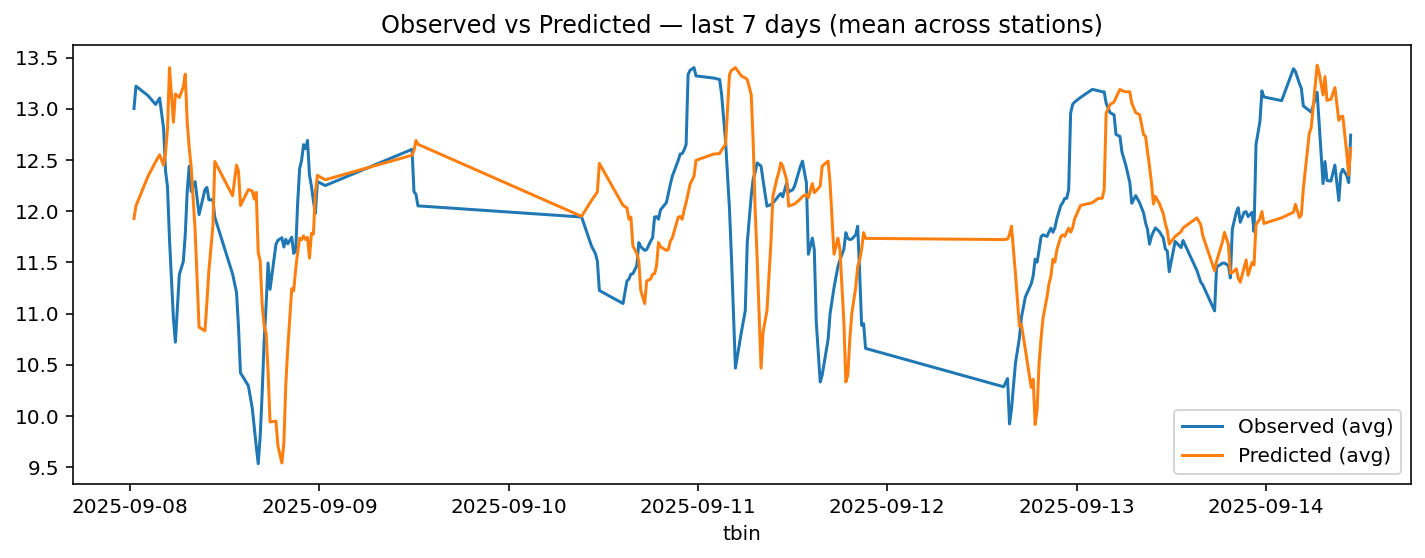 Observed vs Predicted — last 7 days (mean across stations)
13.5
13.0
12.5
12.0
11.5
11.0
10.5
10.0
9.5
Observed (avg)
Predicted (avg)
2025-09-08 2025-09-09 2025-09-10 2025-09-11 2025-09-12 2025-09-13 2025-09-14
tbin